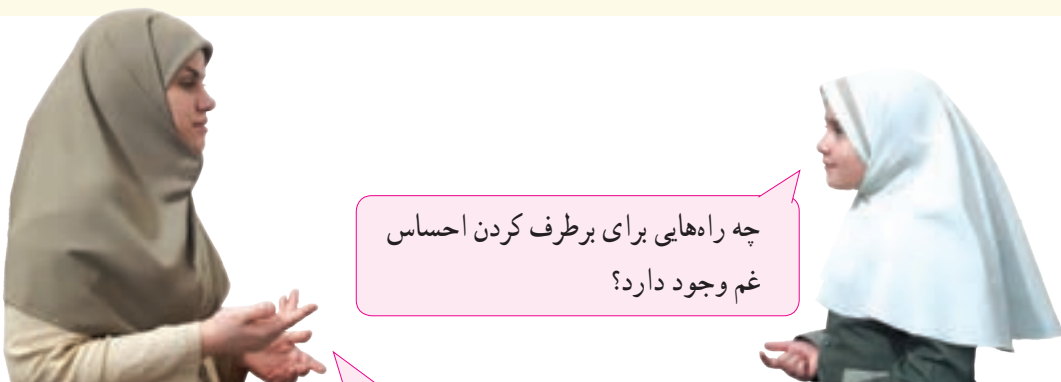 چه راه‌هایی برای برطرف کردن احساس
غم وجود دارد؟